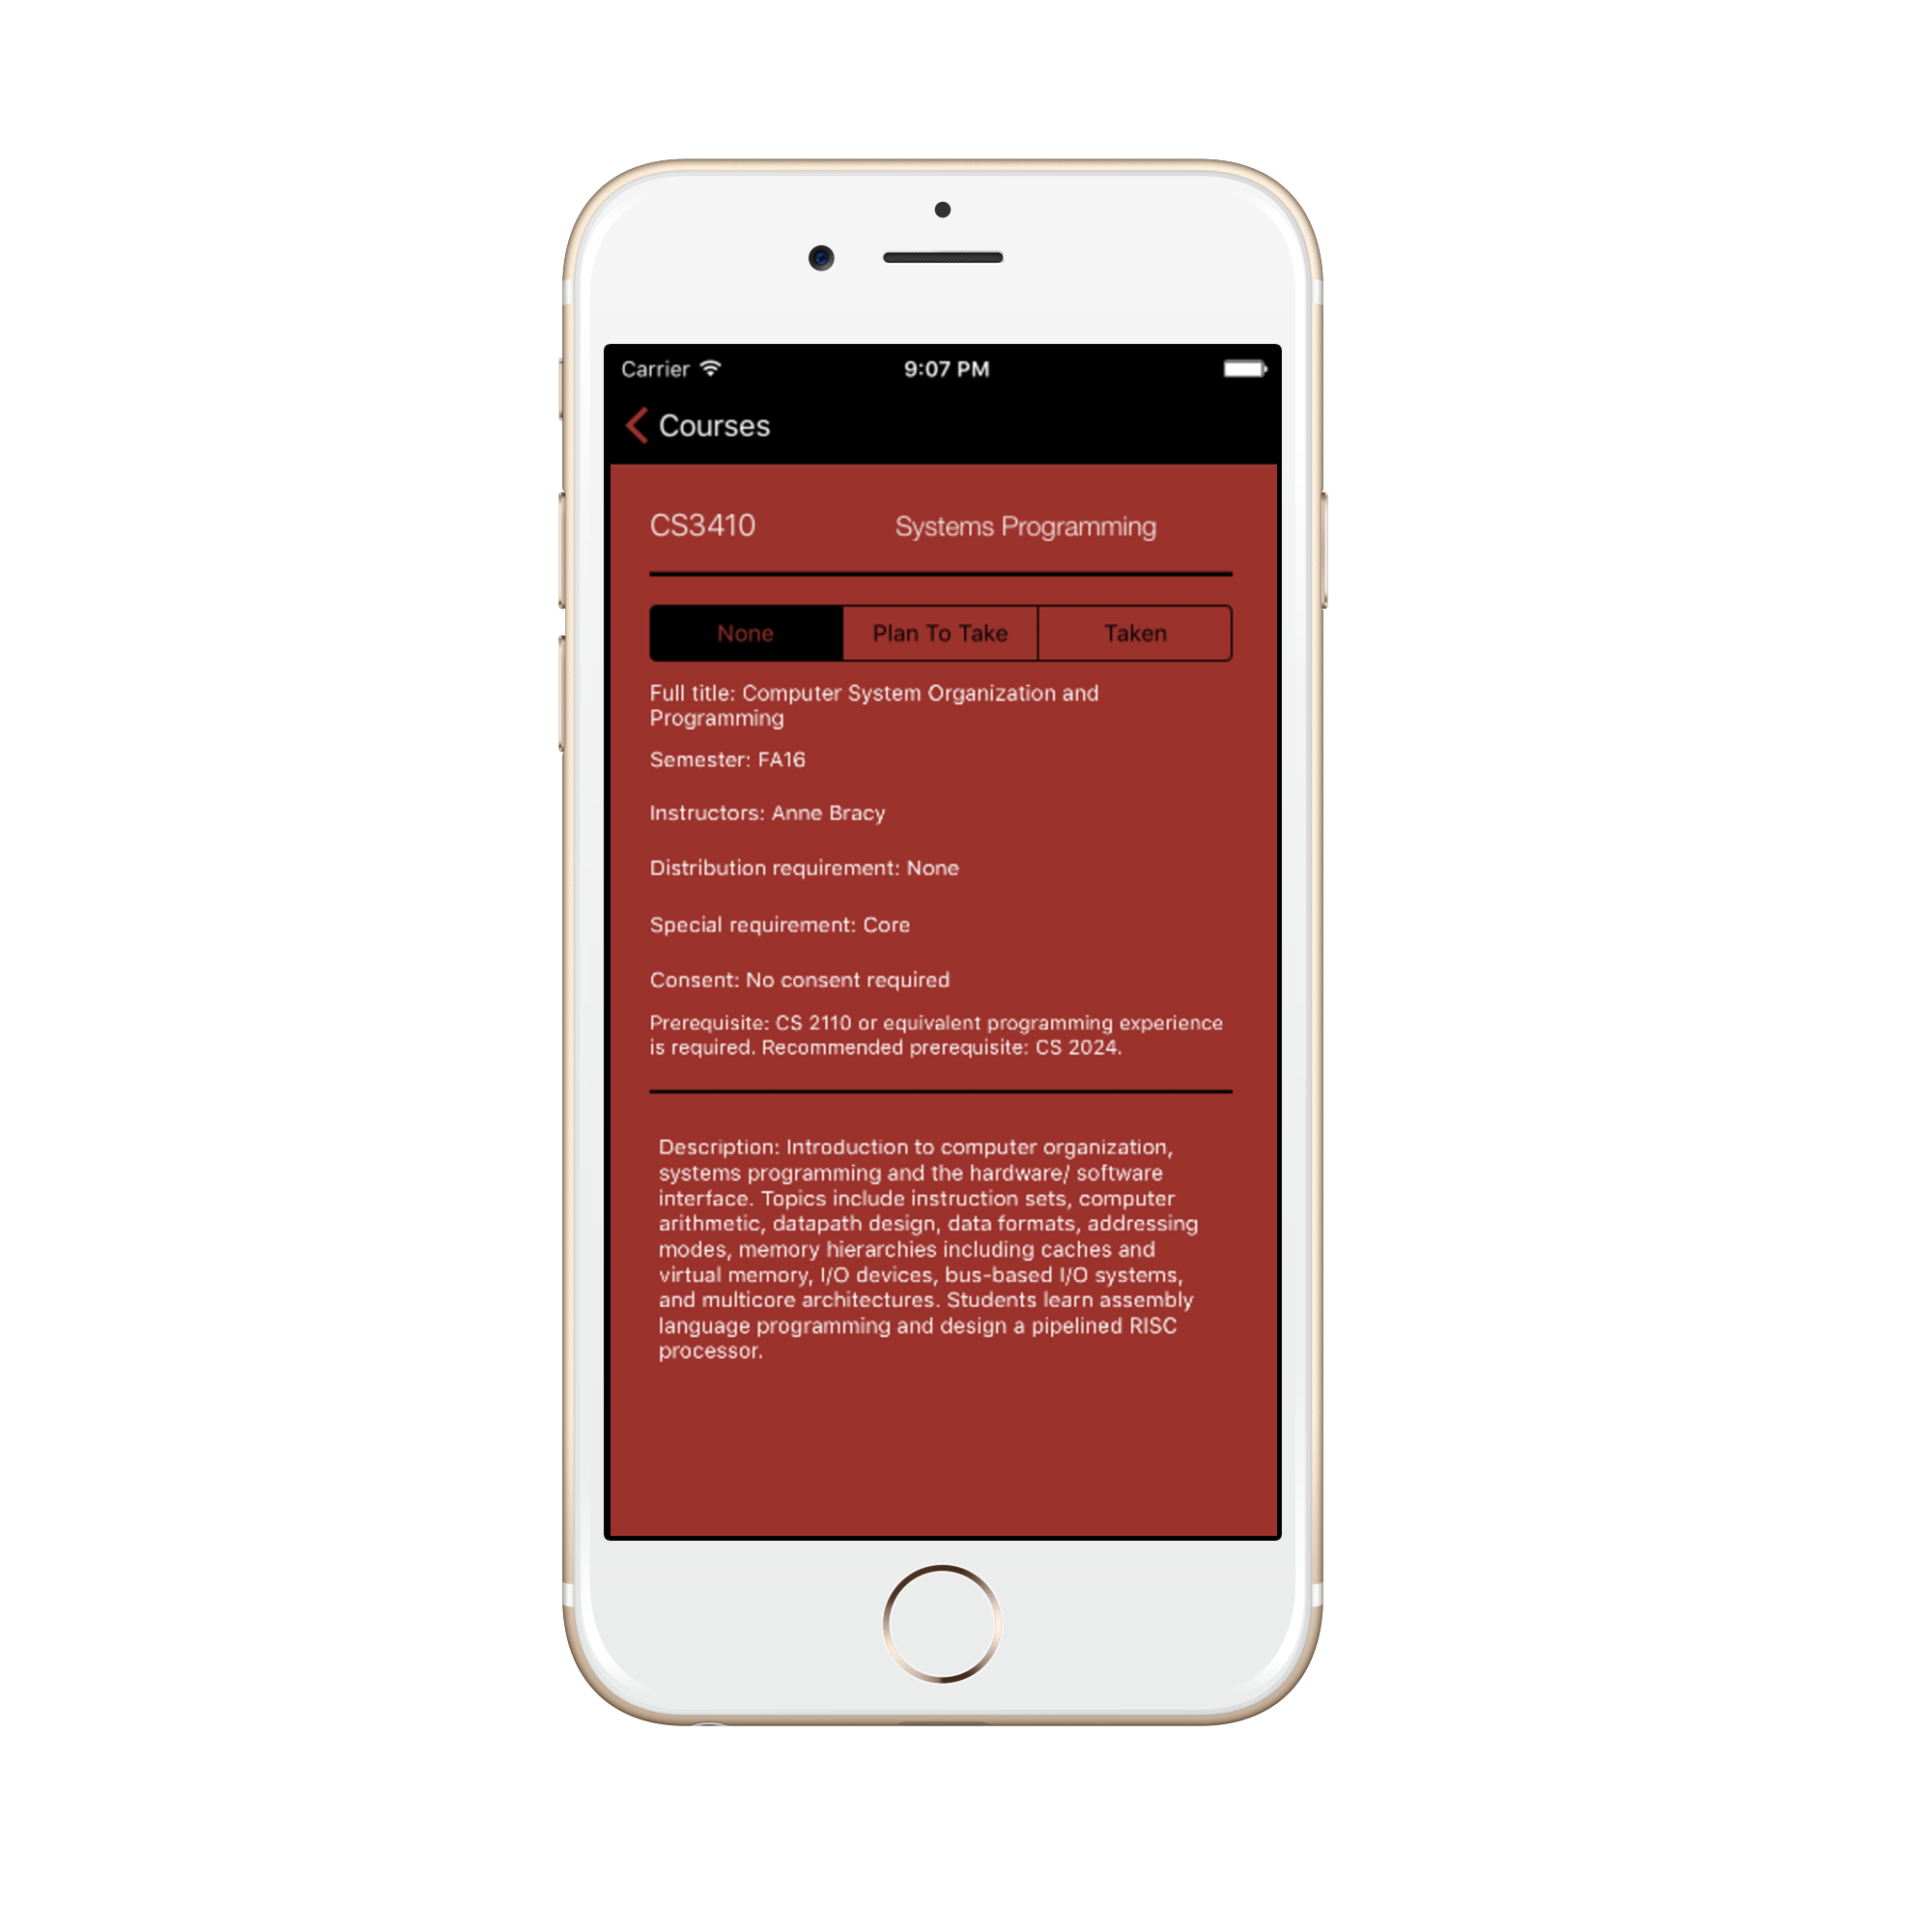 Carrier 9:07 PM
Courses
CS3410 Systems Programming
None Plan To Take Taken
Full title: Computer System Organization and
Programming
Semester: FA16
Instructors: Anne Bracy
Distribution requirement: None
Special requirement: Core
Consent: No consent required
Prerequisite: CS 2110 or equivalent programming experience
is required. Recommended prerequisite: CS 2024.
Description: Introduction to computer organization,
systems programming and the hardware/ software
interface. Topics include instruction sets, computer
arithmetic, datapath design, data formats, addressing
modes, memory hierarchies including caches and
virtual memory, I/O devices, bus-based I/O systems,
and multicore architectures. Students learn assembly
language programming and design a pipelined RISC
processor.